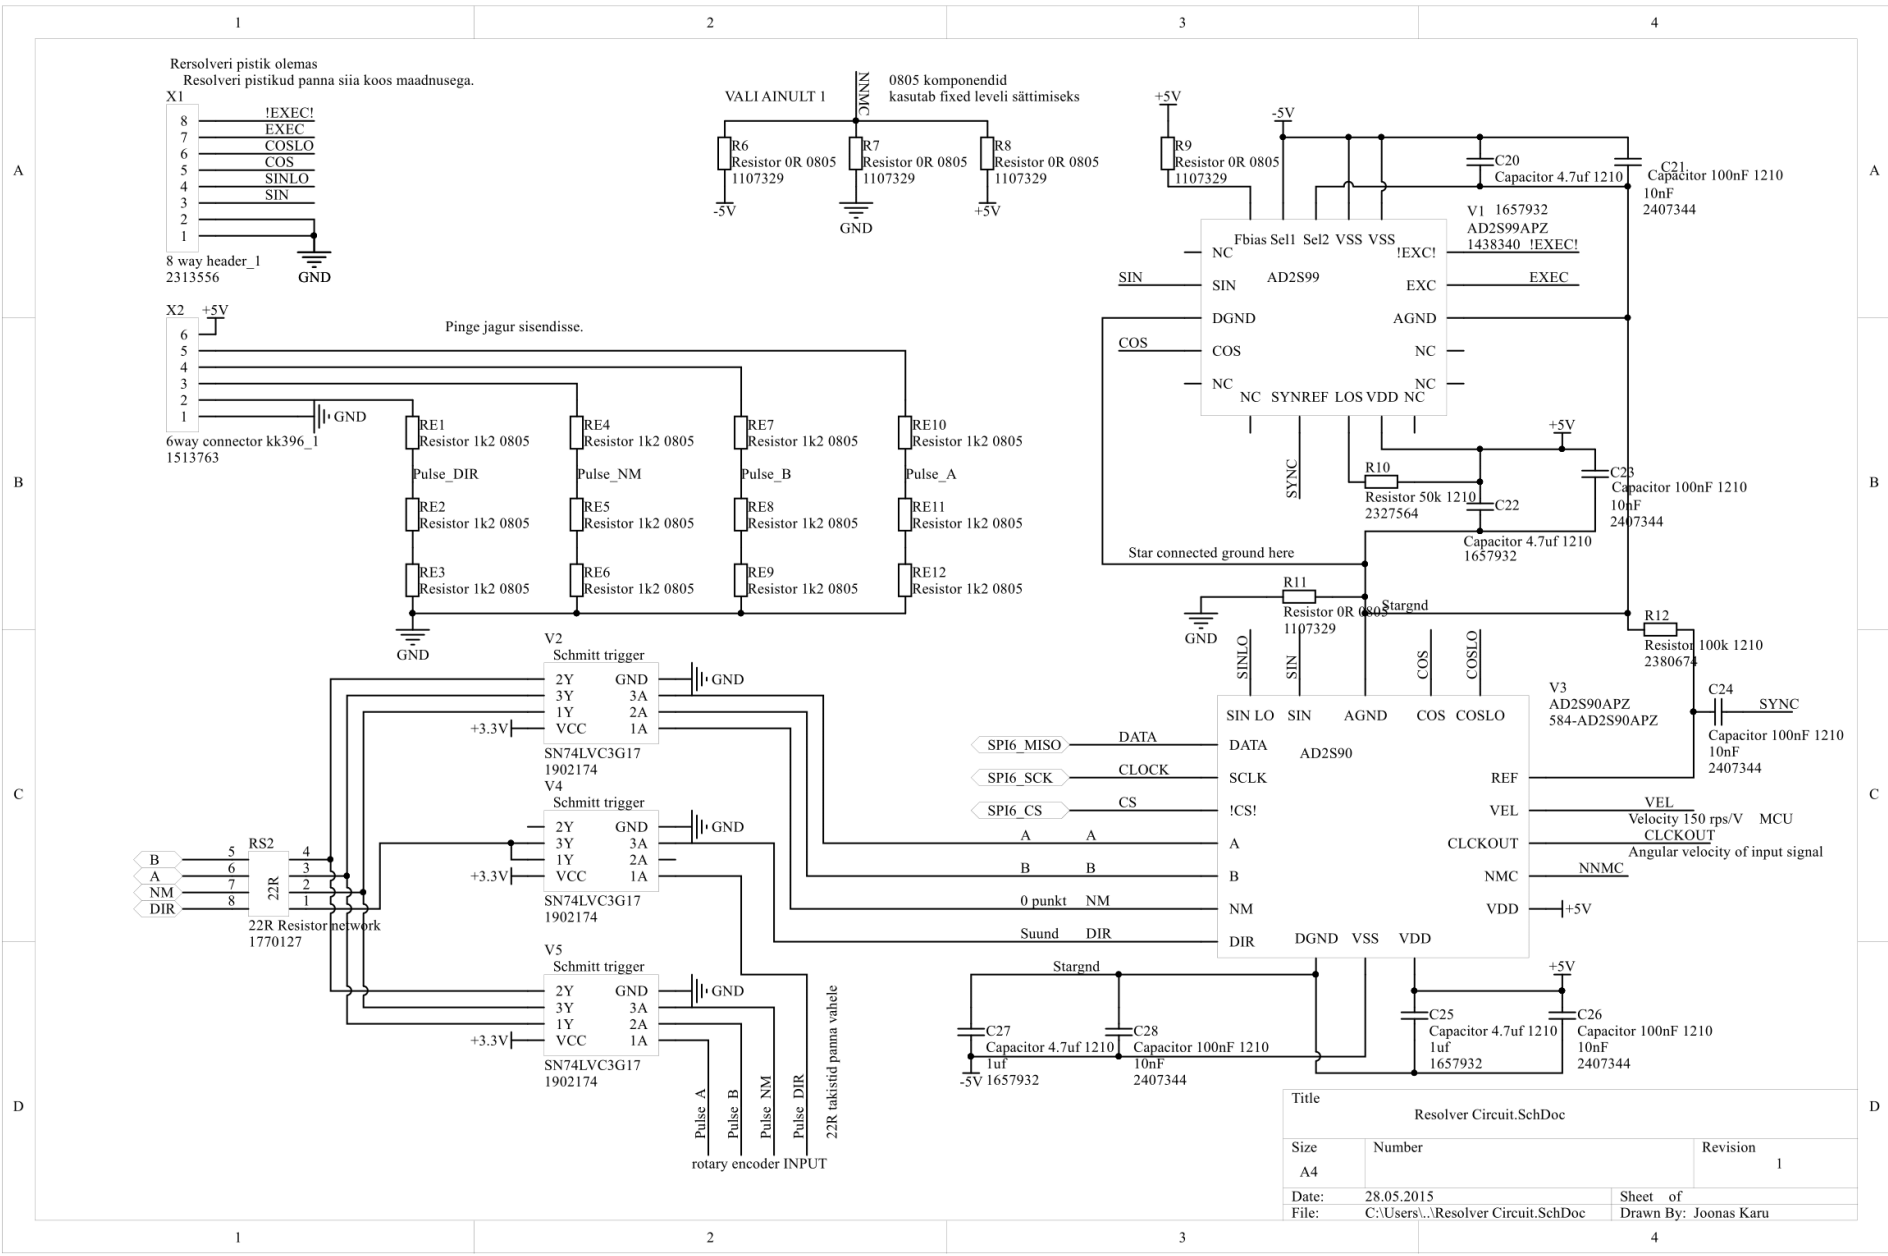 1 2 3 4
A
B
C
D
Rersolveri pistik olemas
Resolveri pistikud panna siia koos maadnusega.
X1
8 !EXEC!
7 EXEC
6 COSLO
5 COS
4 SINLO
3 SIN
2
1
8 way header_1
2313556
GND
VALI AINULT 1
NNMC
0805 komponendid
kasutab fixed leveli sättimiseks
R6
Resistor 0R 0805
1107329
-5V
R7
Resistor 0R 0805
1107329
GND
R8
Resistor 0R 0805
1107329
+5V
+5V
R9
Resistor 0R 0805
1107329
-5V
C20
Capacitor 4.7uf 1210
1657932
C21
Capacitor 100nF 1210
10nF
2407344
V1
AD2S99APZ
1438340
Fbias Sel1 Sel2 VSS VSS
AD2S99
NC
SIN SIN
DGND
COS COS
NC
!EXC! !EXEC!
EXC EXEC
AGND
NC
NC
NC SYNREF LOS VDD NC
SYNC
+5V
R10
Resistor 50k 1210
2327564
C22
Capacitor 4.7uf 1210
1657932
C23
Capacitor 100nF 1210
10nF
2407344
Star connected ground here
R11
Resistor 0R 0805
1107329
GND
Stargnd
R12
Resistor 100k 1210
2380674
X2
+5V
6
5
4
3
2
1
GND
6way connector kk396_1
1513763
Pinge jagur sisendisse.
RE1
Resistor 1k2 0805
Pulse_DIR
RE2
Resistor 1k2 0805
RE3
Resistor 1k2 0805
GND
RE4
Resistor 1k2 0805
Pulse_NM
RE5
Resistor 1k2 0805
RE6
Resistor 1k2 0805
RE7
Resistor 1k2 0805
Pulse_B
RE8
Resistor 1k2 0805
RE9
Resistor 1k2 0805
RE10
Resistor 1k2 0805
Pulse_A
RE11
Resistor 1k2 0805
RE12
Resistor 1k2 0805
V2
Schmitt trigger
2Y GND GND
3Y 3A
1Y 2A
+3.3V VCC 1A
SN74LVC3G17
1902174
V4
Schmitt trigger
2Y GND GND
3Y 3A
1Y 2A
+3.3V VCC 1A
SN74LVC3G17
1902174
V5
Schmitt trigger
2Y GND GND
3Y 3A
1Y 2A
+3.3V VCC 1A
SN74LVC3G17
1902174
RS2
B 5 4
A 6 3
NM 7 2
DIR 8 1
22R
22R Resistor network
1770127
Pulse_A
Pulse_B
Pulse_NM
Pulse_DIR
22R takistid panna vahele
rotary encoder INPUT
SINLO
SIN
COS
COSLO
SIN LO SIN AGND COS COSLO
AD2S90
V3
AD2S90APZ
584-AD2S90APZ
SPI6_MISO DATA DATA
SPI6_SCK CLOCK SCLK
SPI6_CS CS !CS!
A A A
B B B
0 punkt NM NM
Suund DIR DIR
C24
SYNC
Capacitor 100nF 1210
10nF
2407344
REF
VEL VEL
Velocity 150 rps/V MCU
CLCKOUT CLCKOUT
Angular velocity of input signal
NMC NNMC
VDD +5V
DGND VSS VDD
Stargnd
C27
Capacitor 4.7uf 1210
1uf
1657932
-5V
C28
Capacitor 100nF 1210
10nF
2407344
+5V
C25
Capacitor 4.7uf 1210
1uf
1657932
C26
Capacitor 100nF 1210
10nF
2407344
Title
Resolver Circuit.SchDoc
Size Number Revision
A4 1
Date: 28.05.2015 Sheet of
File: C:\Users\..\Resolver Circuit.SchDoc Drawn By: Joonas Karu
A
B
C
D
1 2 3 4